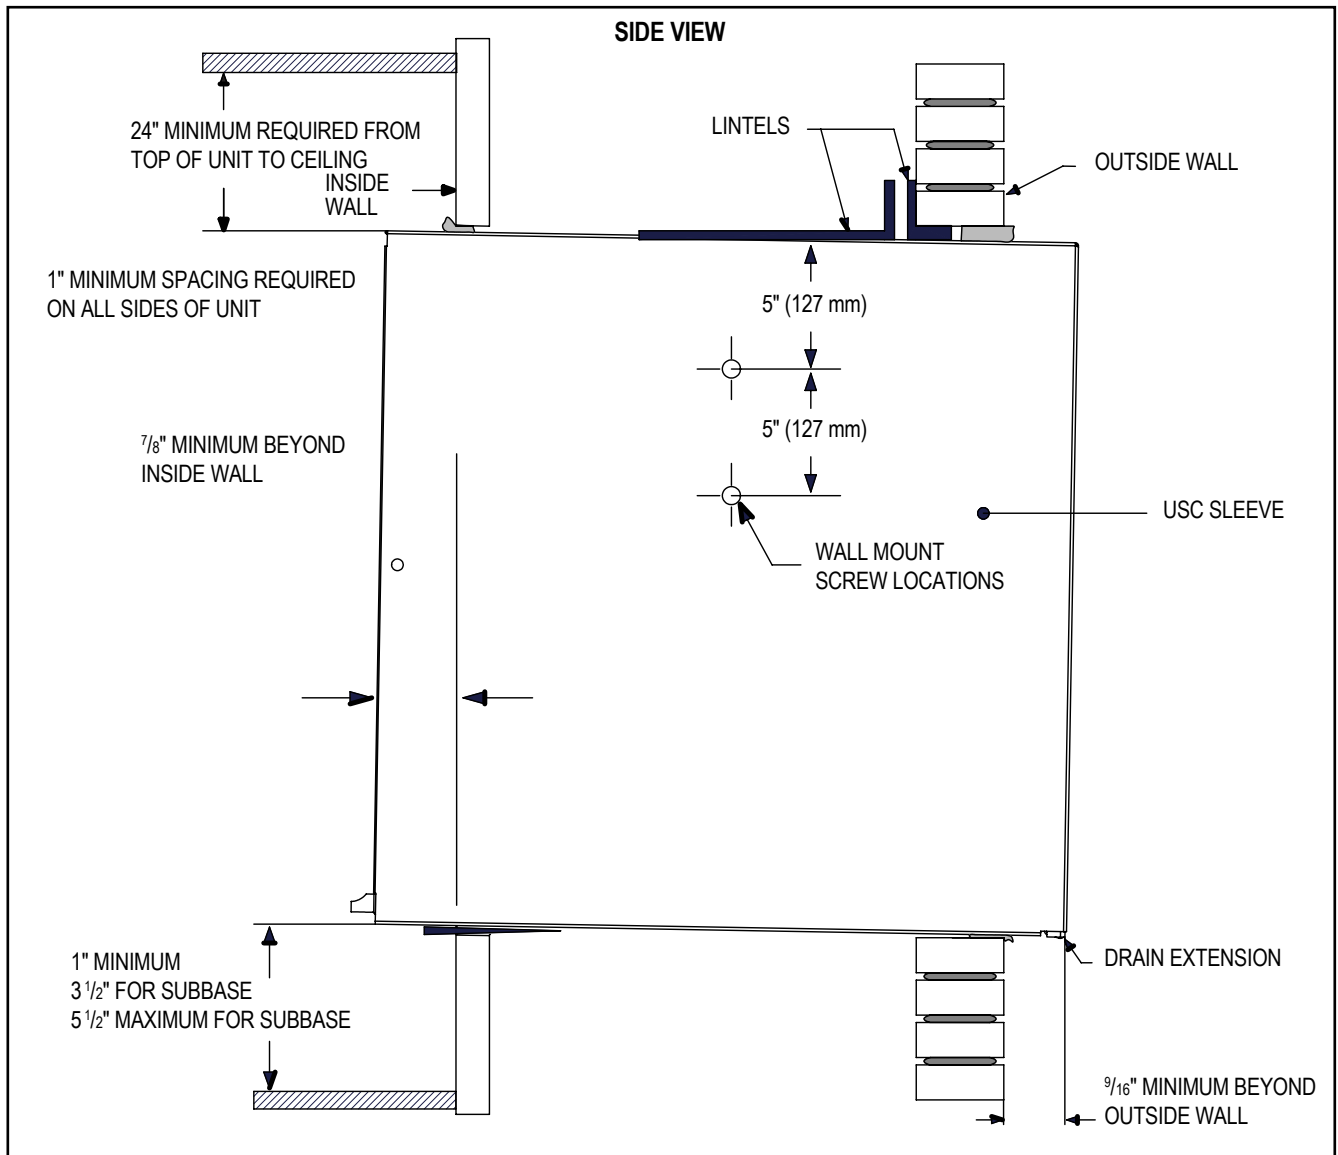 SIDE VIEW
24" MINIMUM REQUIRED FROM
TOP OF UNIT TO CEILING
INSIDE
WALL
LINTELS
OUTSIDE WALL
1" MINIMUM SPACING REQUIRED
ON ALL SIDES OF UNIT
5" (127 mm)
5" (127 mm)
7/8" MINIMUM BEYOND
INSIDE WALL
USC SLEEVE
WALL MOUNT
SCREW LOCATIONS
1" MINIMUM
3 1/2" FOR SUBBASE
5 1/2" MAXIMUM FOR SUBBASE
DRAIN EXTENSION
9/16" MINIMUM BEYOND
OUTSIDE WALL